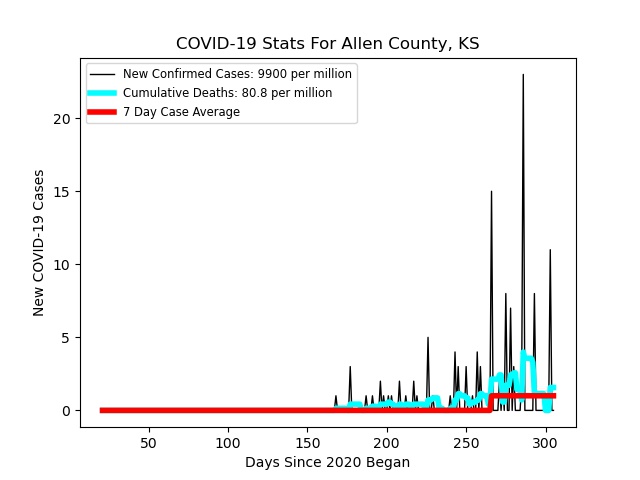 COVID-19 Stats For Allen County, KS
New Confirmed Cases: 9900 per million
Cumulative Deaths: 80.8 per million
7 Day Case Average
New COVID-19 Cases
20
15
10
5
0
50 100 150 200 250 300
Days Since 2020 Began